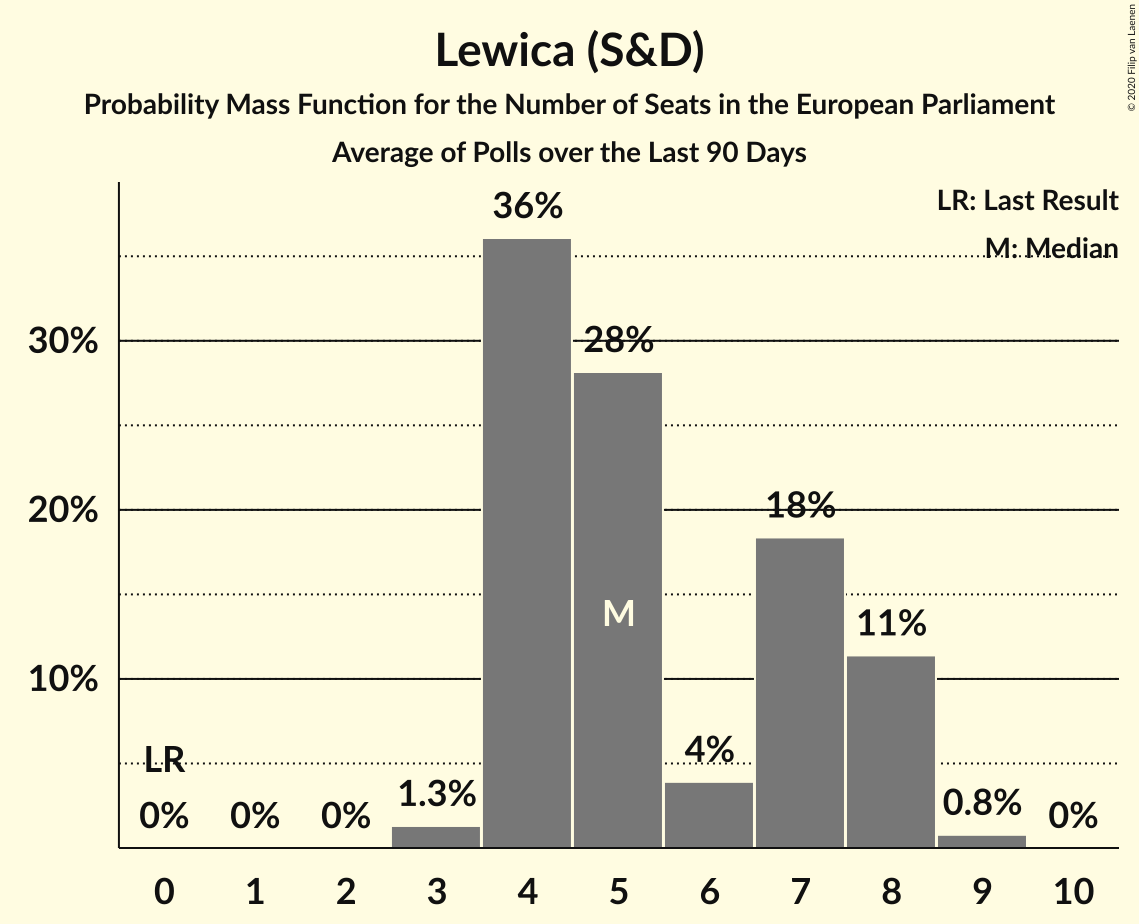 Lewica (S&D)
Probability Mass Function for the Number of Seats in the European Parliament
Average of Polls over the Last 90 Days
© 2020 Filip van Laenen
LR: Last Result
M: Median
36%
28%
18%
11%
4%
1.3%
0.8%
0%
0%
0%
0%
LR
M
30%
20%
10%
0 1 2 3 4 5 6 7 8 9 10